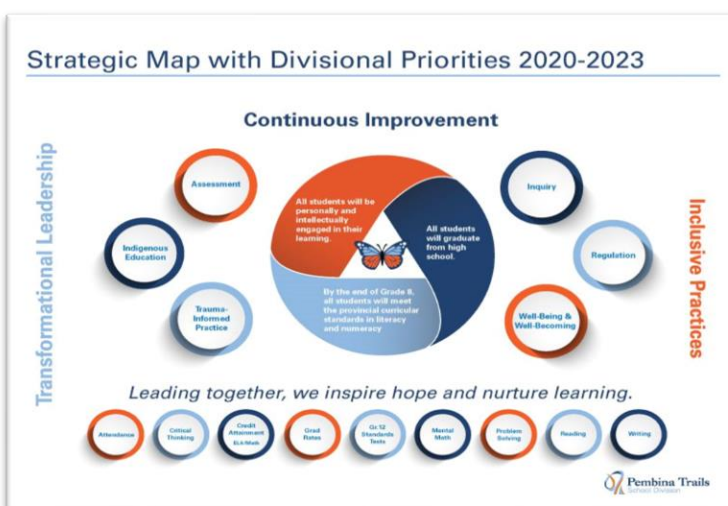 Strategic Map with Divisional Priorities 2020-2023
Continuous Improvement
Transformational Leadership
Assessment
Indigenous
Education
Trauma-
Informed
Practice
All students will be
personally and
intellectually
engaged in their
learning.
All students
will graduate
from high
school.
By the end of Grade 8,
all students will meet
the provincial curricular
standards in literacy
and numeracy
Inquiry
Regulation
Well-Being &
Well-Becoming
Inclusive Practices
Leading together, we inspire hope and nurture learning.
Attendance
Critical
Thinking
Credit
Attainment
ELA/Math
Grad
Rates
Gr.12
Standards
Tests
Mental
Math
Problem
Solving
Reading
Writing
Pembina Trails
School Division